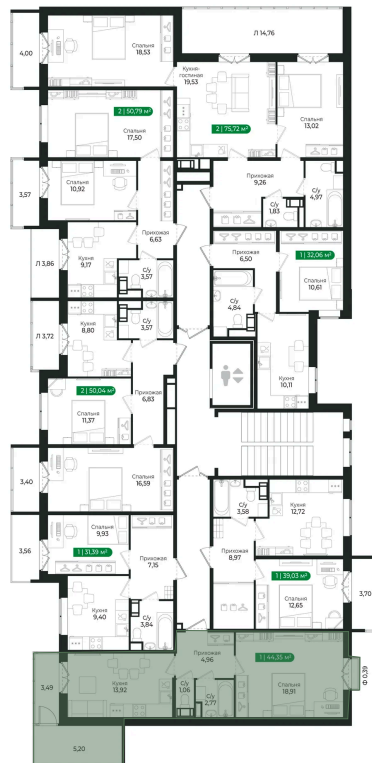 Л 14,76
4,00
Спальня
18,53
Кухня-
гостиная
19,53
Спальня
13,02
2 | 50,79 м²
Спальня
17,50
2 | 75,72 м²
3,57
Спальня
10,92
9,26
С/у
1,83
С/у
4,97
Прихожая
6,63
Прихожая
6,50
1 | 32,06 м²
Спальня
10,61
Л 3,86
Кухня
9,17
С/у
3,57
С/у
4,84
Л 3,72
Кухня
8,80
С/у
3,57
Кухня
10,11
2 | 50,04 м²
Спальня
11,37
Прихожая
6,83
3,40
Спальня
16,59
С/у
3,58
Кухня
12,72
3,56
Спальня
9,93
1 | 31,39 м²
Прихожая
7,15
Прихожая
8,97
1 | 39,03 м²
Спальня
12,65
3,70
Кухня
9,40
С/у
3,84
Прихожая
4,96
1 | 44,35 м²
Ф 0,39
3,49
Кухня
13,92
С/у
1,06
С/у
2,77
Спальня
18,91
5,20